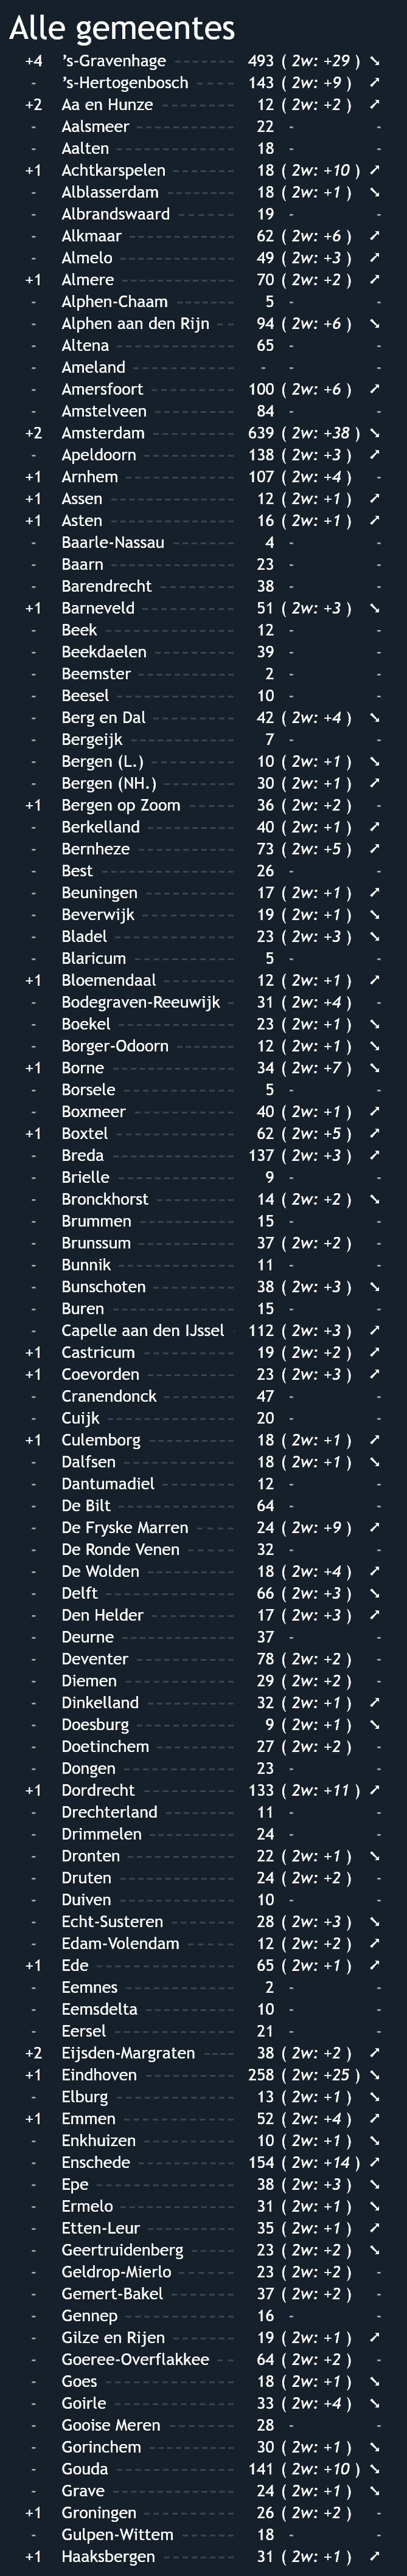 Alle gemeentes
+4 ’s-Gravenhage 493 ( 2w: +29 ) ➘
- ’s-Hertogenbosch 143 ( 2w: +9 ) ➚
+2 Aa en Hunze 12 ( 2w: +2 ) ➚
- Aalsmeer 22 - -
- Aalten 18 - -
+1 Achtkarspelen 18 ( 2w: +10 ) ➚
- Alblasserdam 18 ( 2w: +1 ) ➘
- Albrandswaard 19 - -
- Alkmaar 62 ( 2w: +6 ) ➚
- Almelo 49 ( 2w: +3 ) ➚
+1 Almere 70 ( 2w: +2 ) ➚
- Alphen-Chaam 5 - -
- Alphen aan den Rijn 94 ( 2w: +6 ) ➘
- Altena 65 - -
- Ameland - - -
- Amersfoort 100 ( 2w: +6 ) ➚
- Amstelveen 84 - -
+2 Amsterdam 639 ( 2w: +38 ) ➘
- Apeldoorn 138 ( 2w: +3 ) ➚
+1 Arnhem 107 ( 2w: +4 ) -
+1 Assen 12 ( 2w: +1 ) ➚
+1 Asten 16 ( 2w: +1 ) ➚
- Baarle-Nassau 4 - -
- Baarn 23 - -
- Barendrecht 38 - -
+1 Barneveld 51 ( 2w: +3 ) ➘
- Beek 12 - -
- Beekdaelen 39 - -
- Beemster 2 - -
- Beesel 10 - -
- Berg en Dal 42 ( 2w: +4 ) ➘
- Bergeijk 7 - -
- Bergen (L.) 10 ( 2w: +1 ) ➘
- Bergen (NH.) 30 ( 2w: +1 ) ➚
+1 Bergen op Zoom 36 ( 2w: +2 ) -
- Berkelland 40 ( 2w: +1 ) ➚
- Bernheze 73 ( 2w: +5 ) ➚
- Best 26 - -
- Beuningen 17 ( 2w: +1 ) ➚
- Beverwijk 19 ( 2w: +1 ) ➘
- Bladel 23 ( 2w: +3 ) ➘
- Blaricum 5 - -
+1 Bloemendaal 12 ( 2w: +1 ) ➚
- Bodegraven-Reeuwijk 31 ( 2w: +4 ) -
- Boekel 23 ( 2w: +1 ) ➘
- Borger-Odoorn 12 ( 2w: +1 ) ➘
+1 Borne 34 ( 2w: +7 ) ➘
- Borsele 5 - -
- Boxmeer 40 ( 2w: +1 ) ➚
+1 Boxtel 62 ( 2w: +5 ) ➚
- Breda 137 ( 2w: +3 ) ➚
- Brielle 9 - -
- Bronckhorst 14 ( 2w: +2 ) ➘
- Brummen 15 - -
- Brunssum 37 ( 2w: +2 ) -
- Bunnik 11 - -
- Bunschoten 38 ( 2w: +3 ) ➘
- Buren 15 - -
- Capelle aan den IJssel 112 ( 2w: +3 ) ➚
+1 Castricum 19 ( 2w: +2 ) ➚
+1 Coevorden 23 ( 2w: +3 ) ➚
- Cranendonck 47 - -
- Cuijk 20 - -
+1 Culemborg 18 ( 2w: +1 ) ➚
- Dalfsen 18 ( 2w: +1 ) ➘
- Dantumadiel 12 - -
- De Bilt 64 - -
- De Fryske Marren 24 ( 2w: +9 ) ➚
- De Ronde Venen 32 - -
- De Wolden 18 ( 2w: +4 ) ➚
- Delft 66 ( 2w: +3 ) ➘
- Den Helder 17 ( 2w: +3 ) ➚
- Deurne 37 - -
- Deventer 78 ( 2w: +2 ) -
- Diemen 29 ( 2w: +2 ) -
- Dinkelland 32 ( 2w: +1 ) ➚
- Doesburg 9 ( 2w: +1 ) ➘
- Doetinchem 27 ( 2w: +2 ) -
- Dongen 23 - -
+1 Dordrecht 133 ( 2w: +11 ) ➚
- Drechterland 11 - -
- Drimmelen 24 - -
- Dronten 22 ( 2w: +1 ) ➘
- Druten 24 ( 2w: +2 ) -
- Duiven 10 - -
- Echt-Susteren 28 ( 2w: +3 ) ➘
- Edam-Volendam 12 ( 2w: +2 ) ➚
+1 Ede 65 ( 2w: +1 ) ➚
- Eemnes 2 - -
- Eemsdelta 10 - -
- Eersel 21 - -
+2 Eijsden-Margraten 38 ( 2w: +2 ) ➚
+1 Eindhoven 258 ( 2w: +25 ) ➘
- Elburg 13 ( 2w: +1 ) ➘
+1 Emmen 52 ( 2w: +4 ) ➚
- Enkhuizen 10 ( 2w: +1 ) ➘
- Enschede 154 ( 2w: +14 ) ➚
- Epe 38 ( 2w: +3 ) ➘
- Ermelo 31 ( 2w: +1 ) ➘
- Etten-Leur 35 ( 2w: +1 ) ➚
- Geertruidenberg 23 ( 2w: +2 ) ➘
- Geldrop-Mierlo 23 ( 2w: +2 ) -
- Gemert-Bakel 37 ( 2w: +2 ) -
- Gennep 16 - -
- Gilze en Rijen 19 ( 2w: +1 ) ➚
- Goeree-Overflakkee 64 ( 2w: +2 ) -
- Goes 18 ( 2w: +1 ) ➘
- Goirle 33 ( 2w: +4 ) ➘
- Gooise Meren 28 - -
- Gorinchem 30 ( 2w: +1 ) ➘
- Gouda 141 ( 2w: +10 ) ➘
- Grave 24 ( 2w: +1 ) ➘
+1 Groningen 26 ( 2w: +2 ) -
- Gulpen-Wittem 18 - -
+1 Haaksbergen 31 ( 2w: +1 ) ➚